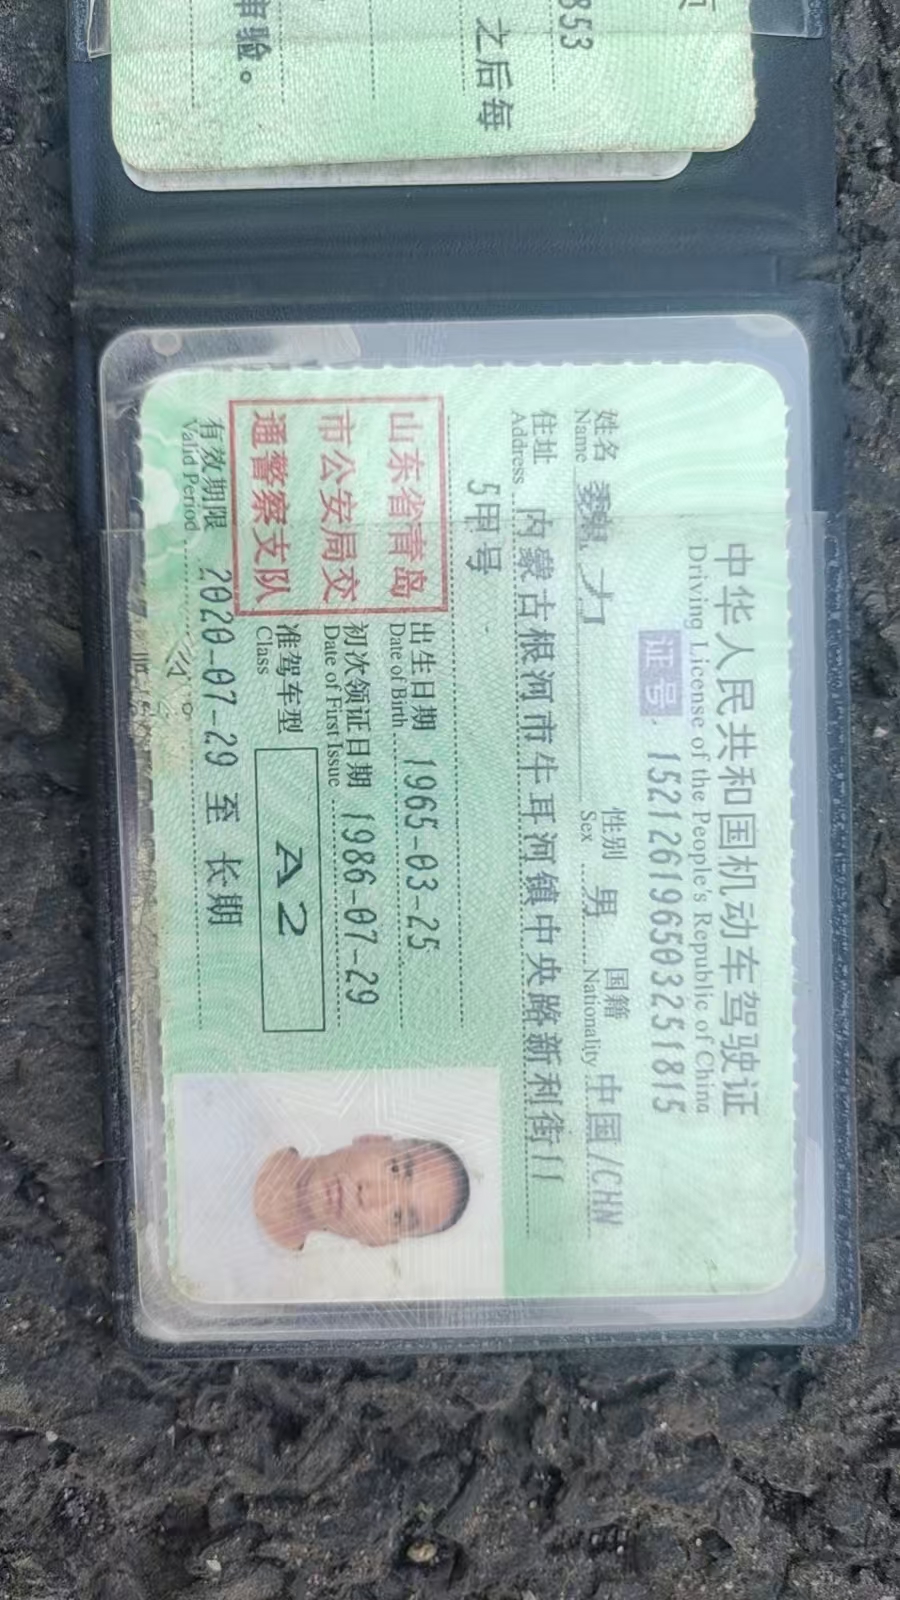 853
之后每
审验。
中华人民共和国机动车驾驶证
Driving License of the People's Republic of China
证号 152126196503251815
姓名
Name
性别 男 国籍 中国/CHN
Sex Nationality
住址 内蒙古根河市牛耳河镇中央路新利街11
Address
5甲号
山东省青岛
市公安局交
通警察支队
出生日期 1965-03-25
Date of Birth
初次领证日期 1986-07-29
Date of First Issue
准驾车型 A2
Class
有效期限 2020-07-29 至 长期
Valid Period